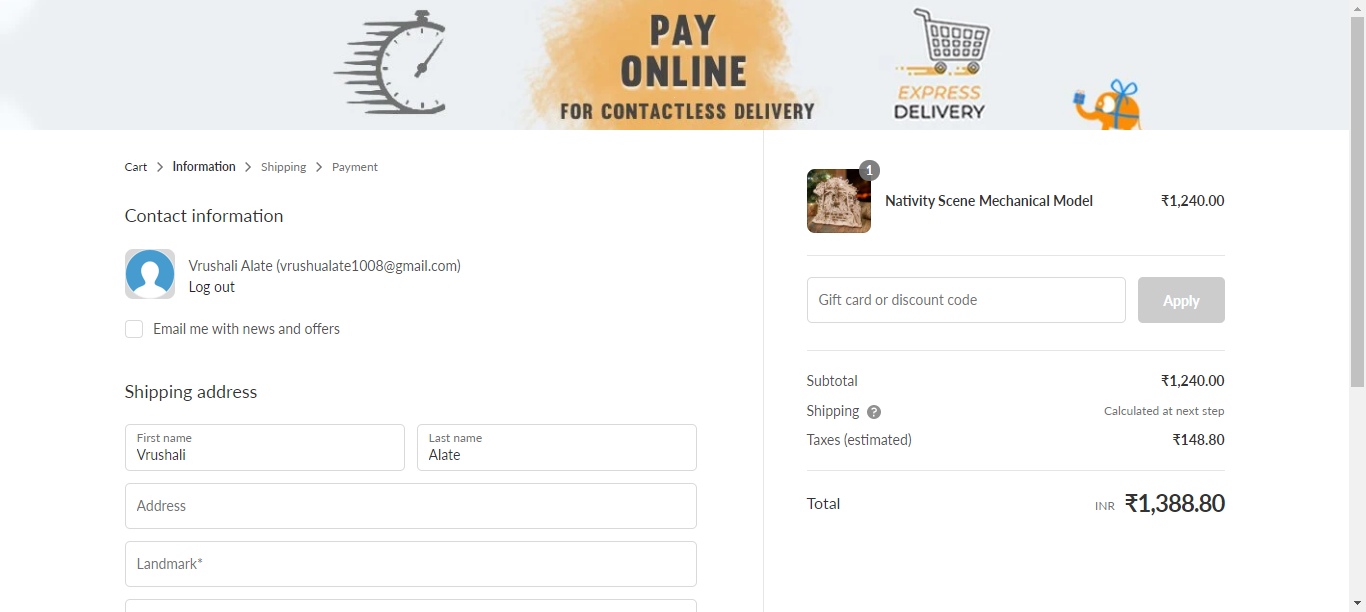 PAY
ONLINE
FOR CONTACTLESS DELIVERY
EXPRESS
DELIVERY
Cart > Information > Shipping > Payment
Contact information
Vrushali Alate (vrushualate1008@gmail.com)
Log out
Email me with news and offers
Shipping address
First name
Vrushali
Last name
Alate
Address
Landmark*
1
Nativity Scene Mechanical Model ₹1,240.00
Gift card or discount code Apply
Subtotal ₹1,240.00
Shipping ? Calculated at next step
Taxes (estimated) ₹148.80
Total INR ₹1,388.80